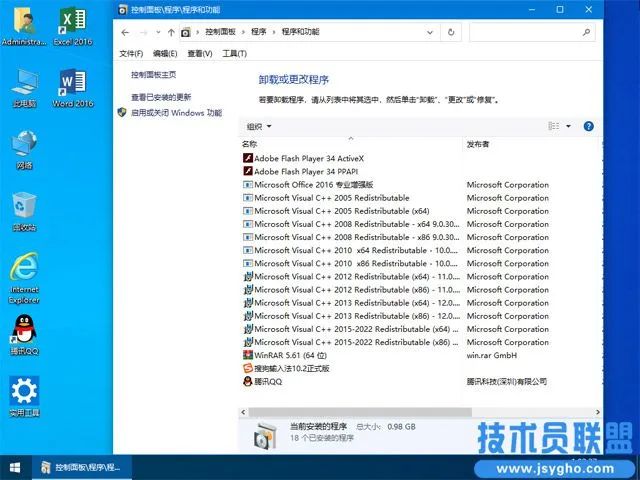 控制面板\程序\程序和功能
Administra...
Excel 2016
此电脑
Word 2016
网络
回收站
Internet
Explorer
腾讯QQ
实用工具
控制面板 > 程序 > 程序和功能
文件(F) 编辑(E) 查看(V) 工具(T)
控制面板主页
查看已安装的更新
启用或关闭 Windows 功能
卸载或更改程序
若要卸载程序，请从列表中将其选中，然后单击"卸载"、"更改"或"修复"。
组织
名称 发布者
Adobe Flash Player 34 ActiveX
Adobe Flash Player 34 PPAPI
Microsoft Office 2016 专业增强版 Microsoft Corporation
Microsoft Visual C++ 2005 Redistributable Microsoft Corporation
Microsoft Visual C++ 2005 Redistributable (x64) Microsoft Corporation
Microsoft Visual C++ 2008 Redistributable - x64 9.0.30... Microsoft Corporation
Microsoft Visual C++ 2008 Redistributable - x86 9.0.30... Microsoft Corporation
Microsoft Visual C++ 2010 x64 Redistributable - 10.0.... Microsoft Corporation
Microsoft Visual C++ 2010 x86 Redistributable - 10.0.... Microsoft Corporation
Microsoft Visual C++ 2012 Redistributable (x64) - 11.0.... Microsoft Corporation
Microsoft Visual C++ 2012 Redistributable (x86) - 11.0.... Microsoft Corporation
Microsoft Visual C++ 2013 Redistributable (x64) - 12.0.... Microsoft Corporation
Microsoft Visual C++ 2013 Redistributable (x86) - 12.0.... Microsoft Corporation
Microsoft Visual C++ 2015-2022 Redistributable (x64) ... Microsoft Corporation
Microsoft Visual C++ 2015-2022 Redistributable (x86) ... Microsoft Corporation
WinRAR 5.61 (64 位) win.rar GmbH
搜狗输入法10.2正式版
腾讯QQ 腾讯科技(深圳)有限公司
当前安装的程序 总大小: 0.98 GB
18 个已安装的程序
技术员联盟
www.jsygho.com
控制面板\程序\程...